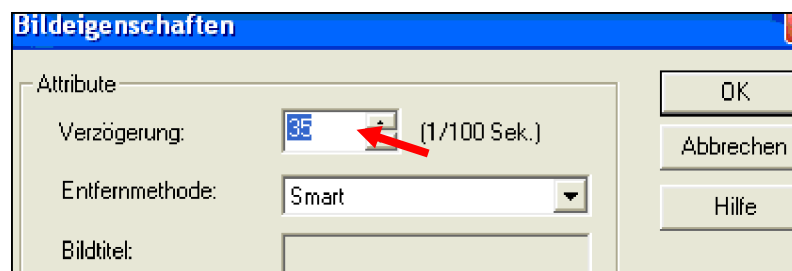 Bildeigenschaften
Attribute
Verzögerung: 35 (1/100 Sek.)
Entfernmethode: Smart
Bildtitel:
OK
Abbrechen
Hilfe